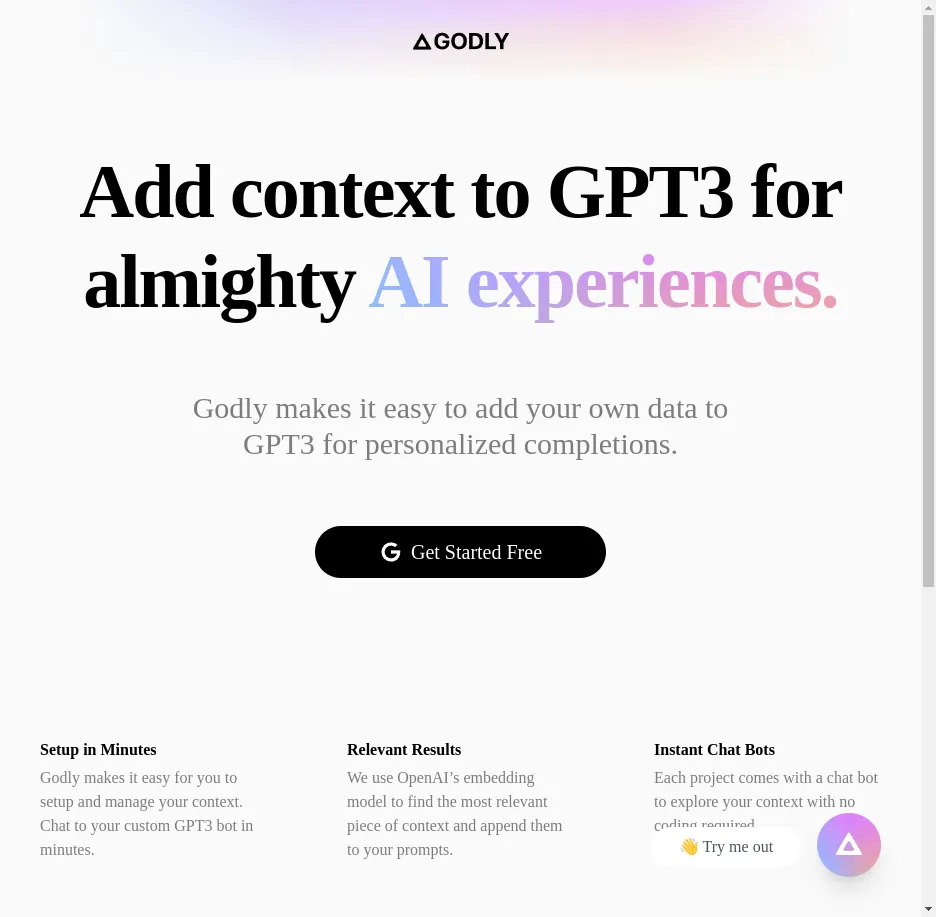 GODLY
Add context to GPT3 for
almighty AI experiences.
Godly makes it easy to add your own data to
GPT3 for personalized completions.
Get Started Free
Setup in Minutes
Godly makes it easy for you to
setup and manage your context.
Chat to your custom GPT3 bot in
minutes.
Relevant Results
We use OpenAI’s embedding
model to find the most relevant
piece of context and append them
to your prompts.
Instant Chat Bots
Each project comes with a chat bot
to explore your context with no
coding required
👋 Try me out